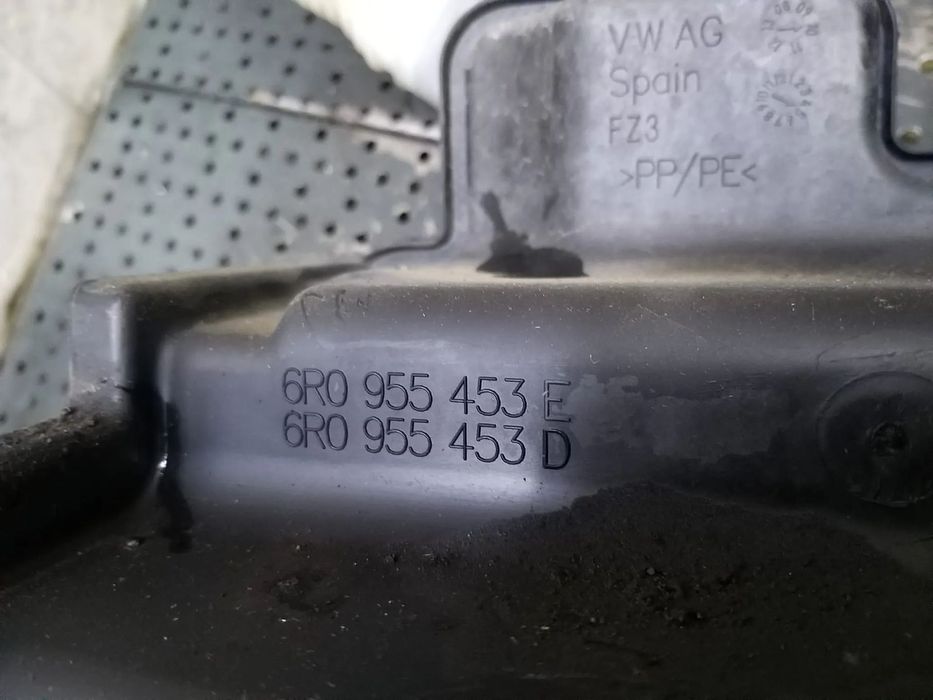 VW AG
Spain
FZ3
>PP/PE<
6R0 955 453 E
6R0 955 453 D